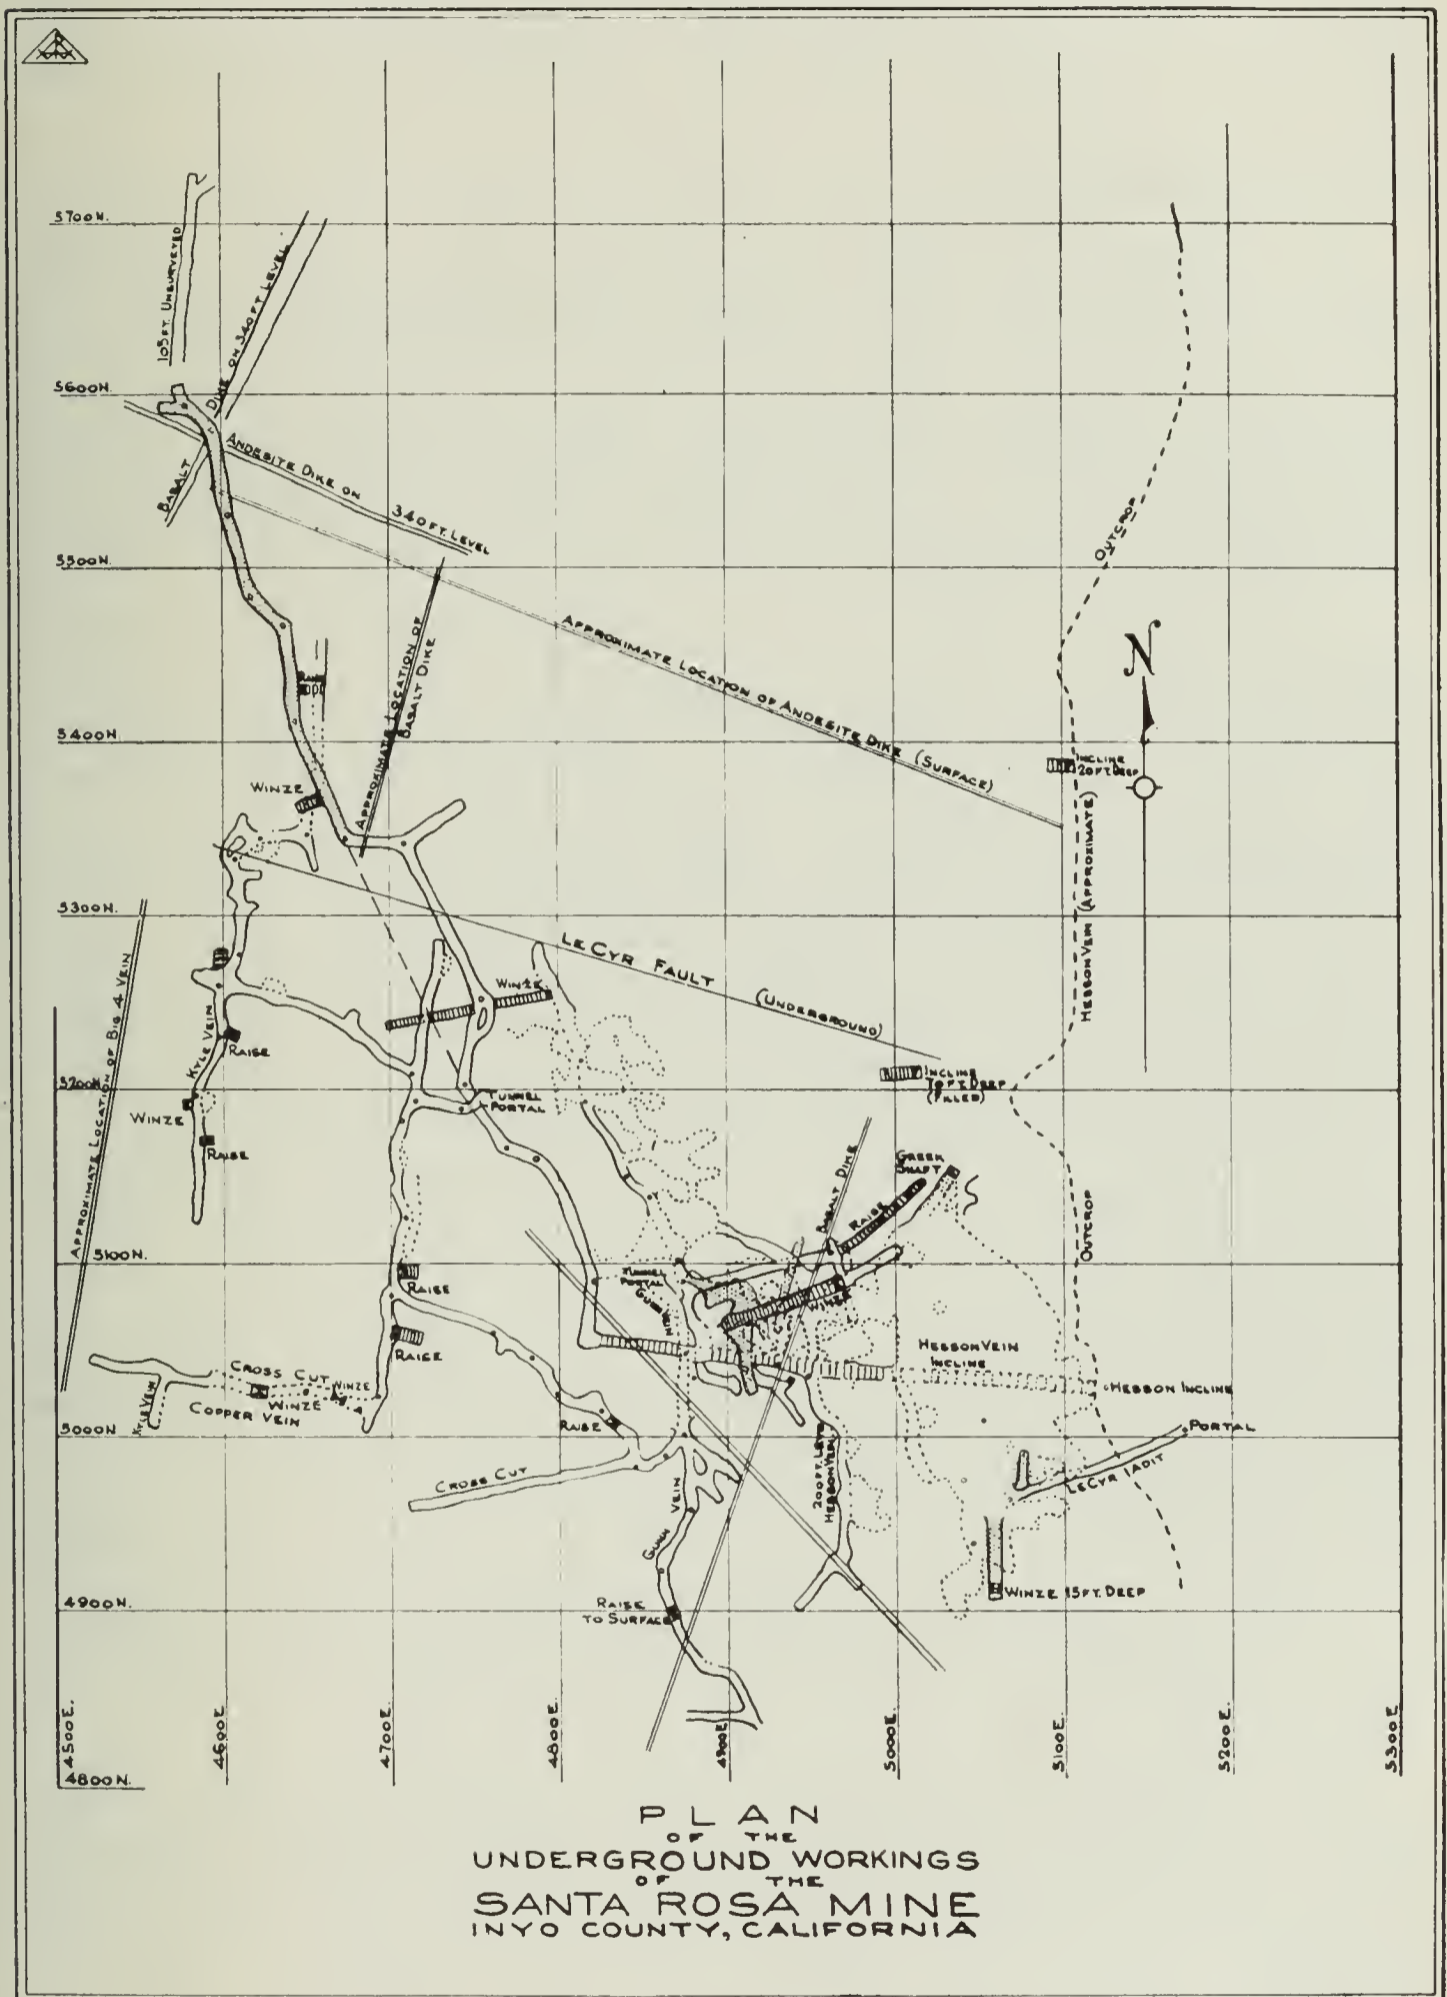 5700N.
105 FT. UNSURVEYED
DIKE ON 340 FT LEVEL
5600N.
BASALT
ANDESITE DIKE ON
340 FT. LEVEL
5500N.
OUTCROP
APPROXIMATE LOCATION OF
BASALT DIKE
APPROXIMATE LOCATION OF ANDESITE DIKE (SURFACE)
N
RAISE
5400N.
INCLINE
20 FT. DEEP
WINZE
HESSON VEIN (APPROXIMATE)
5300N.
LE CYR FAULT
(UNDERGROUND)
WINZE
APPROXIMATE LOCATION OF BIG 4 VEIN
KYLE VEIN
RAISE
5200N.
INCLINE
70 FT. DEEP
(FILLED)
TUNNEL
PORTAL
WINZE
RAISE
BASALT DIKE
GREEK
SHAFT
RAISE
OUTCROP
5100N.
RAISE
TUNNEL
PORTAL
GUNN
VEIN
WINZE
RAISE
HESSON VEIN
INCLINE
HESSON INCLINE
CROSS CUT
WINZE
WINZE
COPPER VEIN
KYLE VEIN
RAISE
5000N
PORTAL
CROSS CUT
LE CYR ADIT
200 FT. LEVEL
HESSON VEIN
GUNN VEIN
WINZE 15 FT. DEEP
4900N.
RAISE
TO SURFACE
4500E.
4600E.
4700E.
4800E.
4900E.
5000E.
5100E.
5200E.
5300E.
4800N.
PLAN
OF THE
UNDERGROUND WORKINGS
OF THE
SANTA ROSA MINE
INYO COUNTY, CALIFORNIA